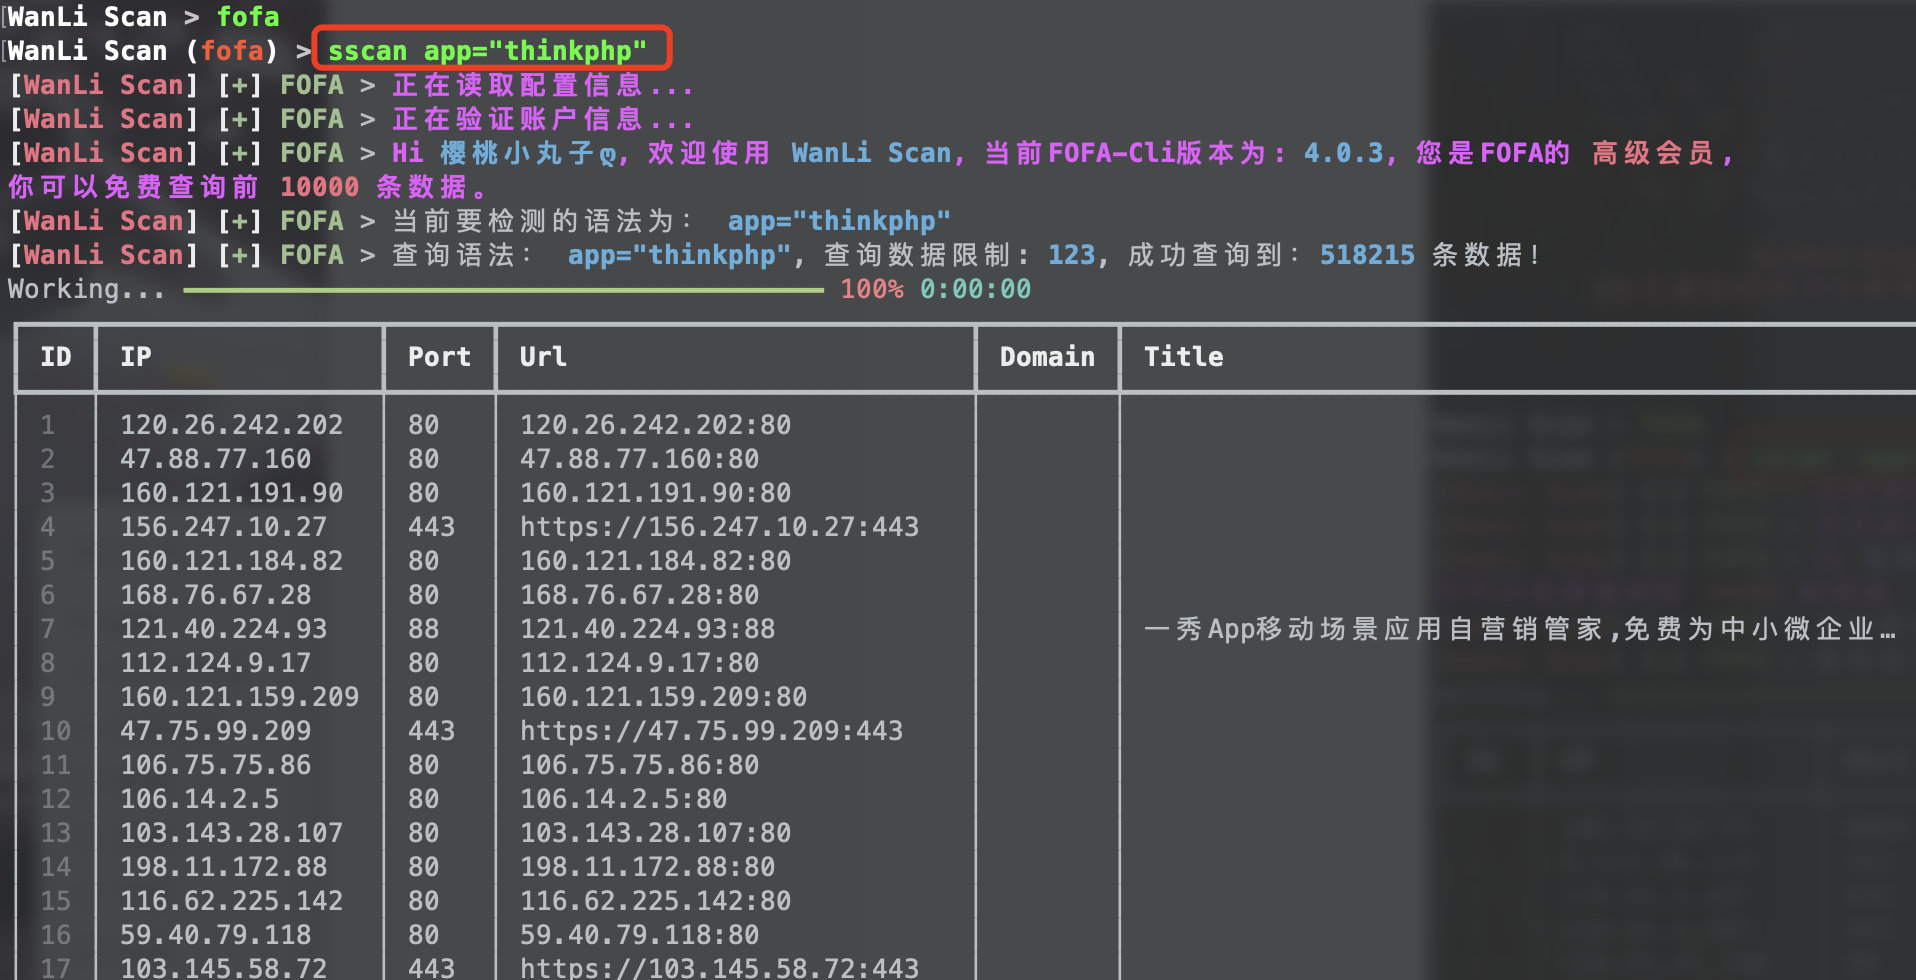 WanLi Scan > fofa
WanLi Scan (fofa) > sscan app="thinkphp"
[WanLi Scan] [+] FOFA > 正在读取配置信息...
[WanLi Scan] [+] FOFA > 正在验证账户信息...
[WanLi Scan] [+] FOFA > Hi 樱桃小丸子ღ, 欢迎使用 WanLi Scan, 当前FOFA-Cli版本为: 4.0.3, 您是FOFA的 高级会员,
你可以免费查询前 10000 条数据。
[WanLi Scan] [+] FOFA > 当前要检测的语法为: app="thinkphp"
[WanLi Scan] [+] FOFA > 查询语法: app="thinkphp", 查询数据限制: 123, 成功查询到: 518215 条数据!
Working... 100% 0:00:00
ID IP Port Url Domain Title
1 120.26.242.202 80 120.26.242.202:80
2 47.88.77.160 80 47.88.77.160:80
3 160.121.191.90 80 160.121.191.90:80
4 156.247.10.27 443 https://156.247.10.27:443
5 160.121.184.82 80 160.121.184.82:80
6 168.76.67.28 80 168.76.67.28:80
7 121.40.224.93 88 121.40.224.93:88 一秀App移动场景应用自营销管家,免费为中小微企业…
8 112.124.9.17 80 112.124.9.17:80
9 160.121.159.209 80 160.121.159.209:80
10 47.75.99.209 443 https://47.75.99.209:443
11 106.75.75.86 80 106.75.75.86:80
12 106.14.2.5 80 106.14.2.5:80
13 103.143.28.107 80 103.143.28.107:80
14 198.11.172.88 80 198.11.172.88:80
15 116.62.225.142 80 116.62.225.142:80
16 59.40.79.118 80 59.40.79.118:80
17 103.145.58.72 443 https://103.145.58.72:443